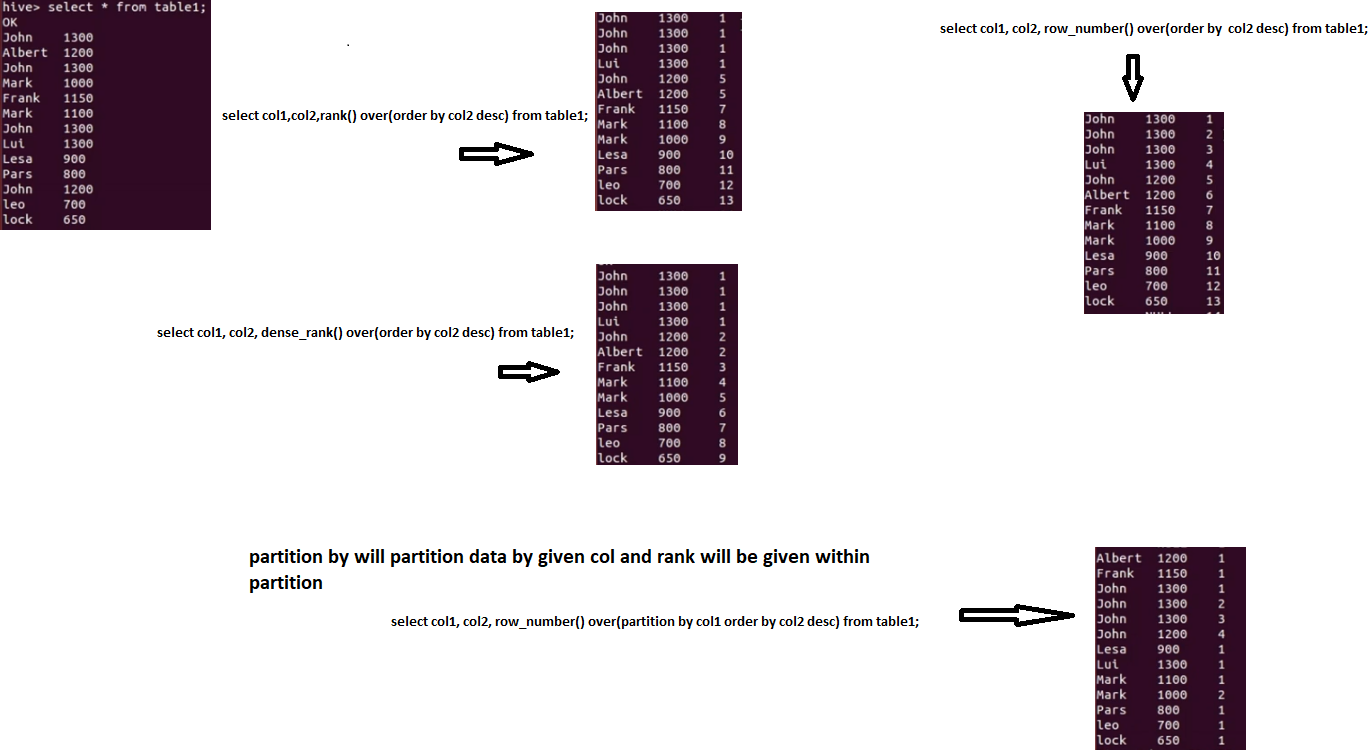 hive> select * from table1;
OK
John 1300
Albert 1200
John 1300
Mark 1000
Frank 1150
Mark 1100
John 1300
Lui 1300
Lesa 900
Pars 800
John 1200
leo 700
lock 650
select col1,col2,rank() over(order by col2 desc) from table1;
John 1300 1
John 1300 1
John 1300 1
Lui 1300 1
John 1200 5
Albert 1200 5
Frank 1150 7
Mark 1100 8
Mark 1000 9
Lesa 900 10
Pars 800 11
leo 700 12
lock 650 13
select col1, col2, row_number() over(order by col2 desc) from table1;
John 1300 1
John 1300 2
John 1300 3
Lui 1300 4
John 1200 5
Albert 1200 6
Frank 1150 7
Mark 1100 8
Mark 1000 9
Lesa 900 10
Pars 800 11
leo 700 12
lock 650 13
select col1, col2, dense_rank() over(order by col2 desc) from table1;
John 1300 1
John 1300 1
John 1300 1
Lui 1300 1
John 1200 2
Albert 1200 2
Frank 1150 3
Mark 1100 4
Mark 1000 5
Lesa 900 6
Pars 800 7
leo 700 8
lock 650 9
partition by will partition data by given col and rank will be given within
partition
select col1, col2, row_number() over(partition by col1 order by col2 desc) from table1;
Albert 1200 1
Frank 1150 1
John 1300 1
John 1300 2
John 1300 3
John 1200 4
Lesa 900 1
Lui 1300 1
Mark 1100 1
Mark 1000 2
Pars 800 1
leo 700 1
lock 650 1